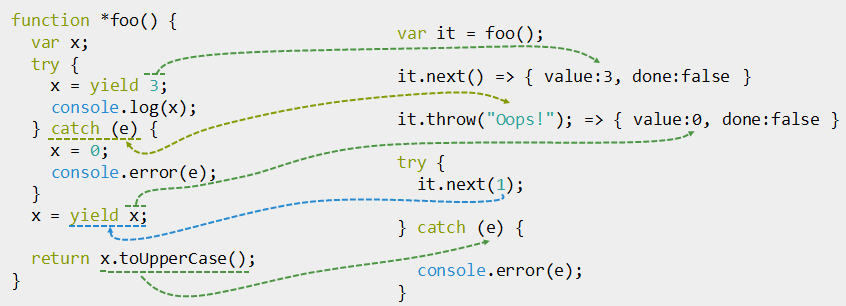 function *foo() {
var x;
try {
x = yield 3;
console.log(x);
} catch (e) {
x = 0;
console.error(e);
}
x = yield x;
return x.toUpperCase();
}
var it = foo();
it.next() => { value:3, done:false }
it.throw("Oops!"); => { value:0, done:false }
try {
it.next(1);
} catch (e) {
console.error(e);
}